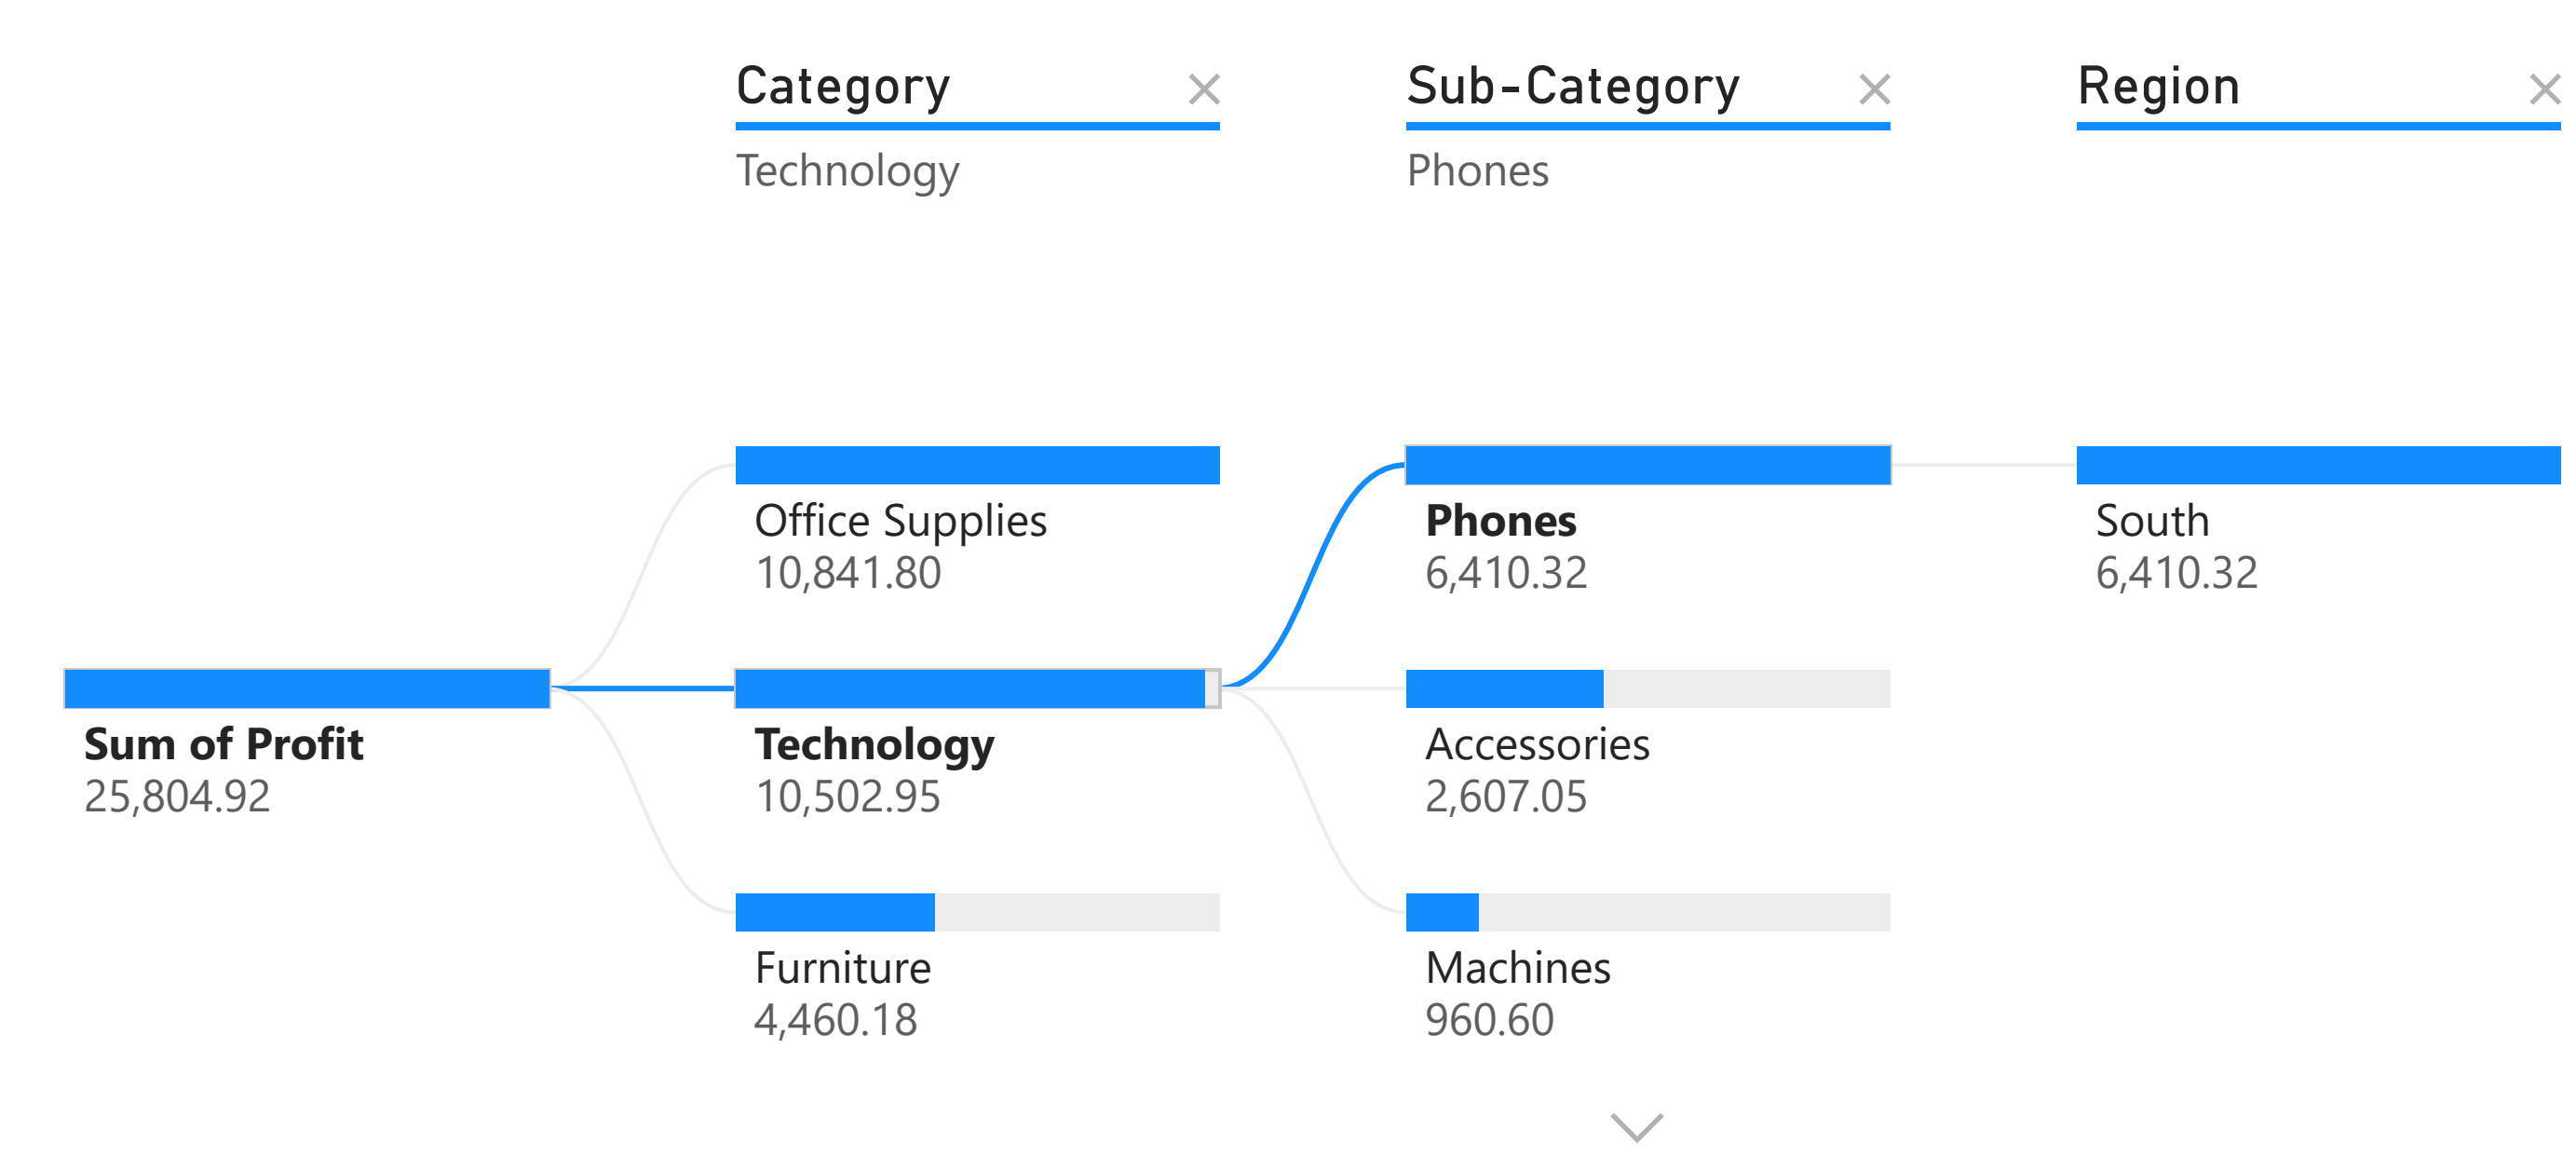 Category
Sub-Category
Region
Technology
Phones
Office Supplies
10,841.80
Phones
6,410.32
South
6,410.32
Sum of Profit
25,804.92
Technology
10,502.95
Accessories
2,607.05
Furniture
4,460.18
Machines
960.60